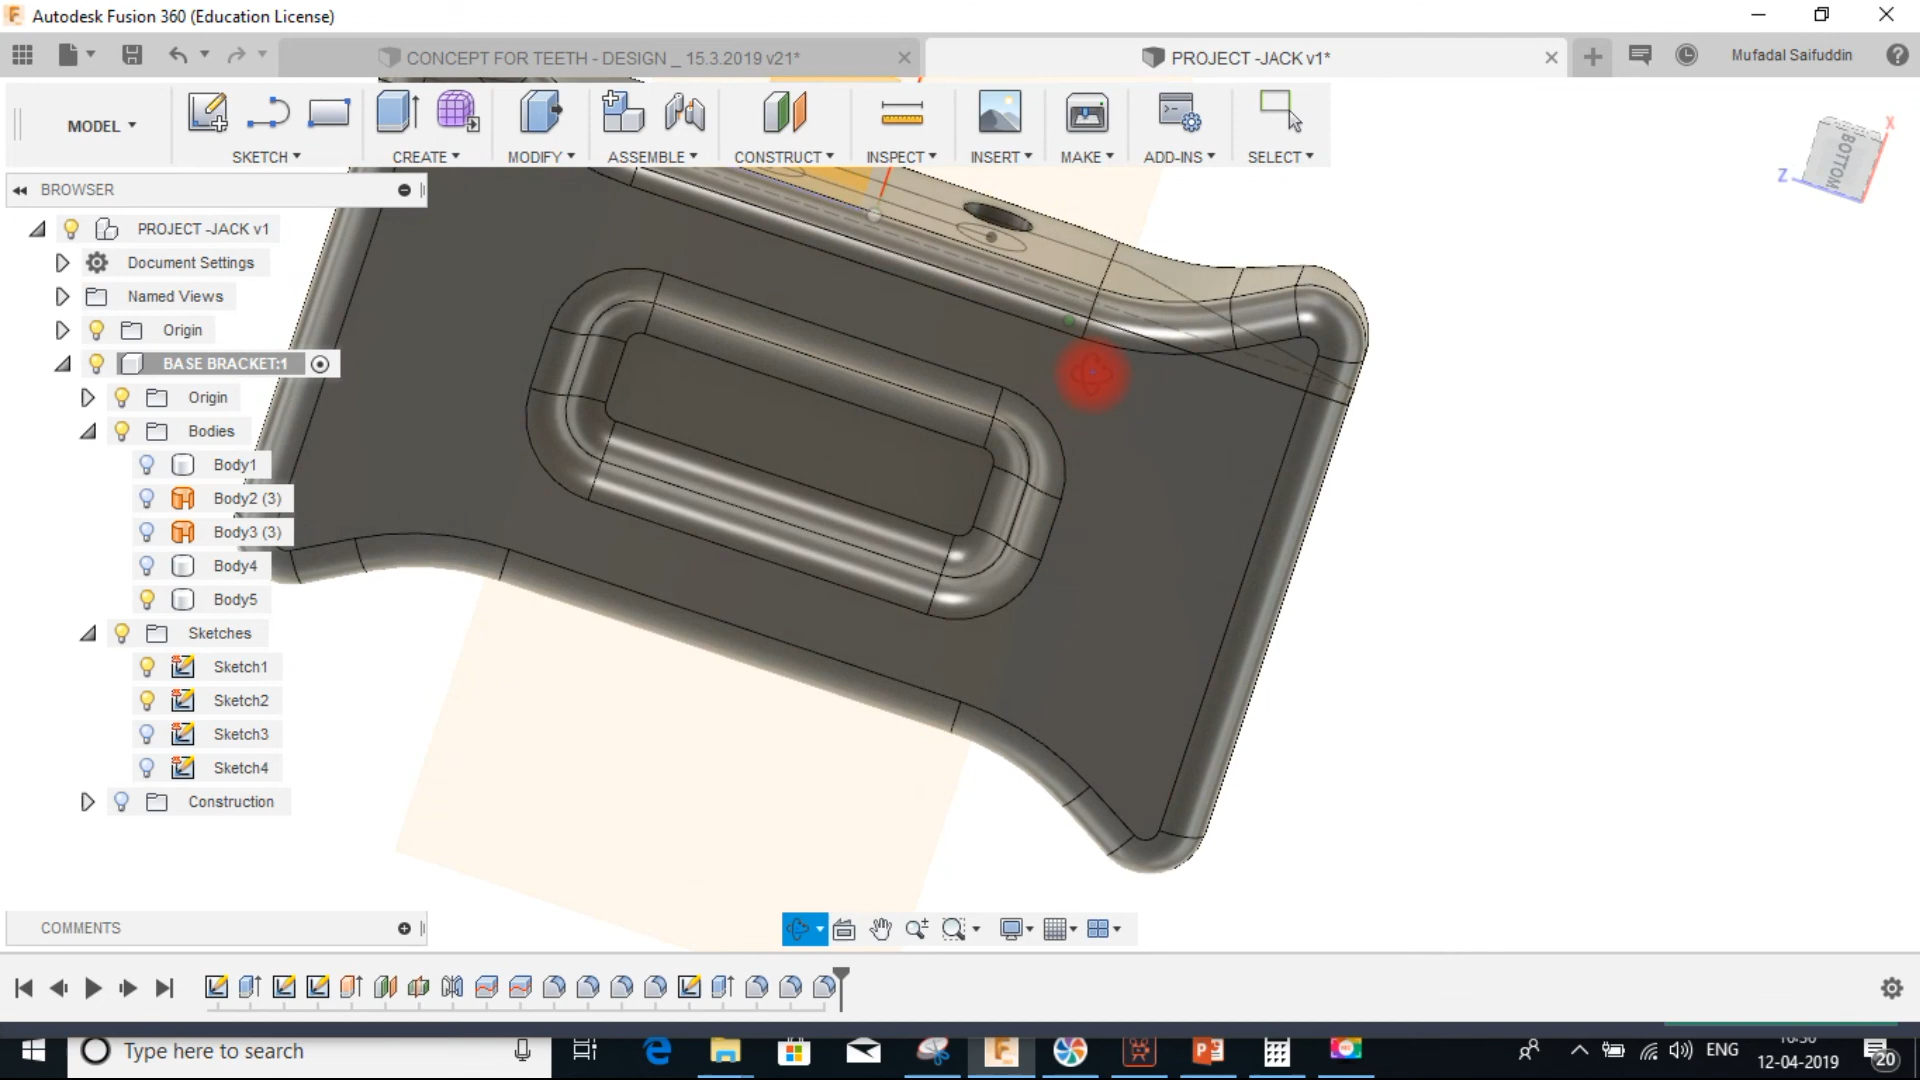 Autodesk Fusion 360 (Education License)
CONCEPT FOR TEETH - DESIGN _ 15.3.2019 v21*
PROJECT -JACK v1*
Mufadal Saifuddin
MODEL
SKETCH
CREATE
MODIFY
ASSEMBLE
CONSTRUCT
INSPECT
INSERT
MAKE
ADD-INS
SELECT
X
BOTTOM
Z
BROWSER
PROJECT -JACK v1
Document Settings
Named Views
Origin
BASE BRACKET:1
Origin
Bodies
Body1
Body2 (3)
Body3 (3)
Body4
Body5
Sketches
Sketch1
Sketch2
Sketch3
Sketch4
Construction
COMMENTS
Type here to search
ENG
12-04-2019
20